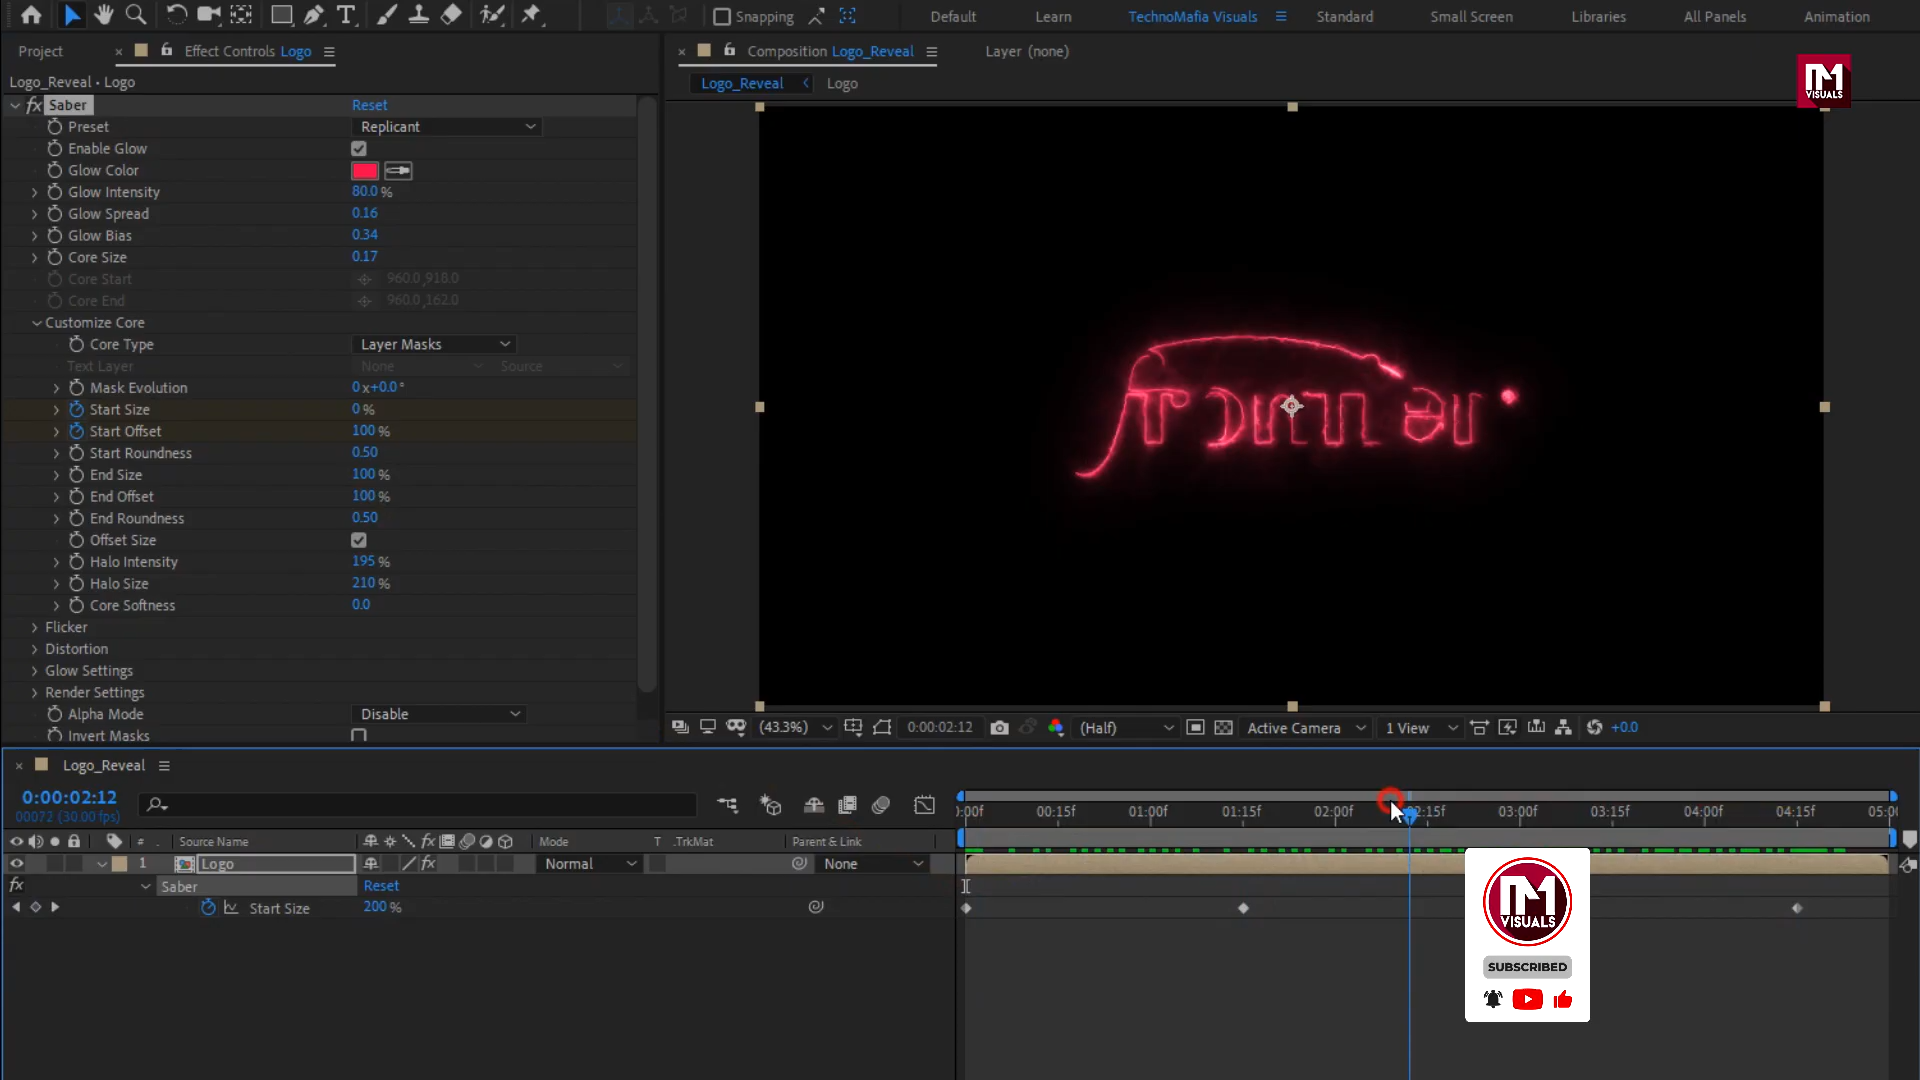 Snapping
Default
Learn
TechnoMafia Visuals
Standard
Small Screen
Libraries
All Panels
Animation
Project
Effect Controls Logo
Composition Logo_Reveal
Layer (none)
Logo_Reveal • Logo
Logo_Reveal
Logo
VISUALS
fx Saber Reset
Preset Replicant
Enable Glow
Glow Color
Glow Intensity 80.0 %
Glow Spread 0.16
Glow Bias 0.34
Core Size 0.17
Core Start 960.0,918.0
Core End 960.0,162.0
Customize Core
Core Type Layer Masks
Text Layer None Source
Mask Evolution 0x+0.0°
Start Size 0 %
Start Offset 100 %
Start Roundness 0.50
End Size 100 %
End Offset 100 %
End Roundness 0.50
Offset Size
Halo Intensity 195 %
Halo Size 210 %
Core Softness 0.0
Flicker
Distortion
Glow Settings
Render Settings
Alpha Mode Disable
Invert Masks
(43.3%) 0:00:02:12 (Half) Active Camera 1 View +0.0
Logo_Reveal
0:00:02:12
00072 (30.00 fps)
00:15f 01:00f 01:15f 02:00f 02:15f 03:00f 03:15f 04:00f 04:15f
# Source Name fx Mode T .TrkMat Parent & Link
1 Logo fx Normal None
fx Saber Reset
Start Size 200 %
VISUALS
SUBSCRIBED